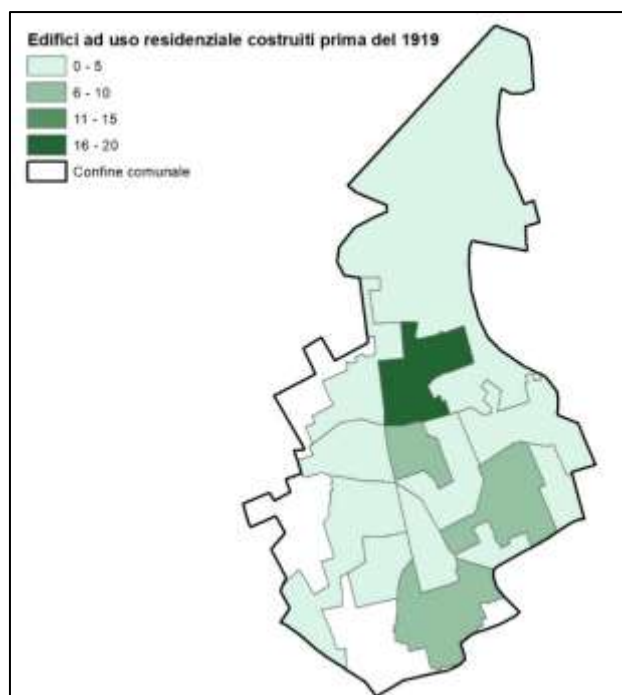 Edifici ad uso residenziale costruiti prima del 1919
0 - 5
6 - 10
11 - 15
16 - 20
Confine comunale